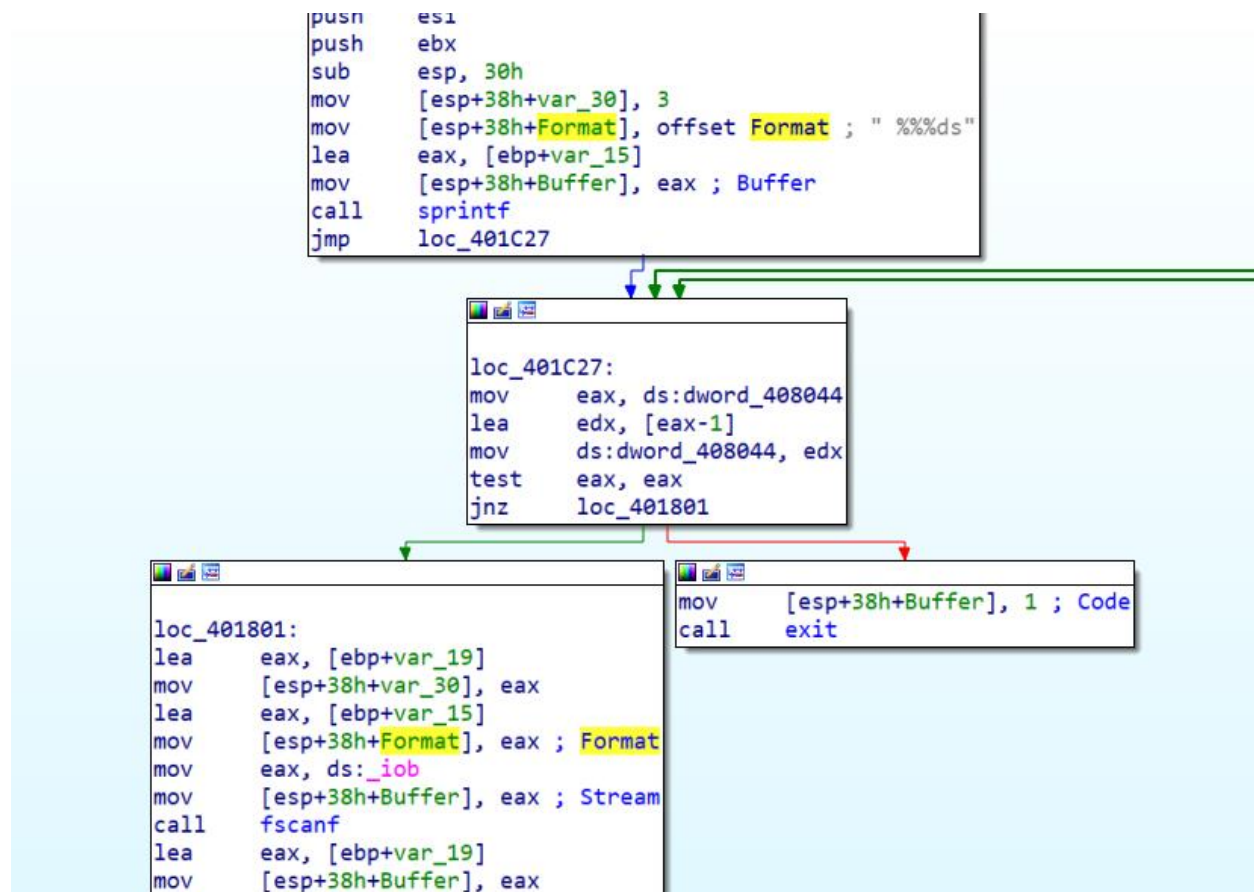 push esi
push ebx
sub esp, 30h
mov [esp+38h+var_30], 3
mov [esp+38h+Format], offset Format ; " %%%ds"
lea eax, [ebp+var_15]
mov [esp+38h+Buffer], eax ; Buffer
call sprintf
jmp loc_401C27
loc_401C27:
mov eax, ds:dword_408044
lea edx, [eax-1]
mov ds:dword_408044, edx
test eax, eax
jnz loc_401801
loc_401801:
lea eax, [ebp+var_19]
mov [esp+38h+var_30], eax
lea eax, [ebp+var_15]
mov [esp+38h+Format], eax ; Format
mov eax, ds:_iob
mov [esp+38h+Buffer], eax ; Stream
call fscanf
lea eax, [ebp+var_19]
mov [esp+38h+Buffer], eax
mov [esp+38h+Buffer], 1 ; Code
call exit